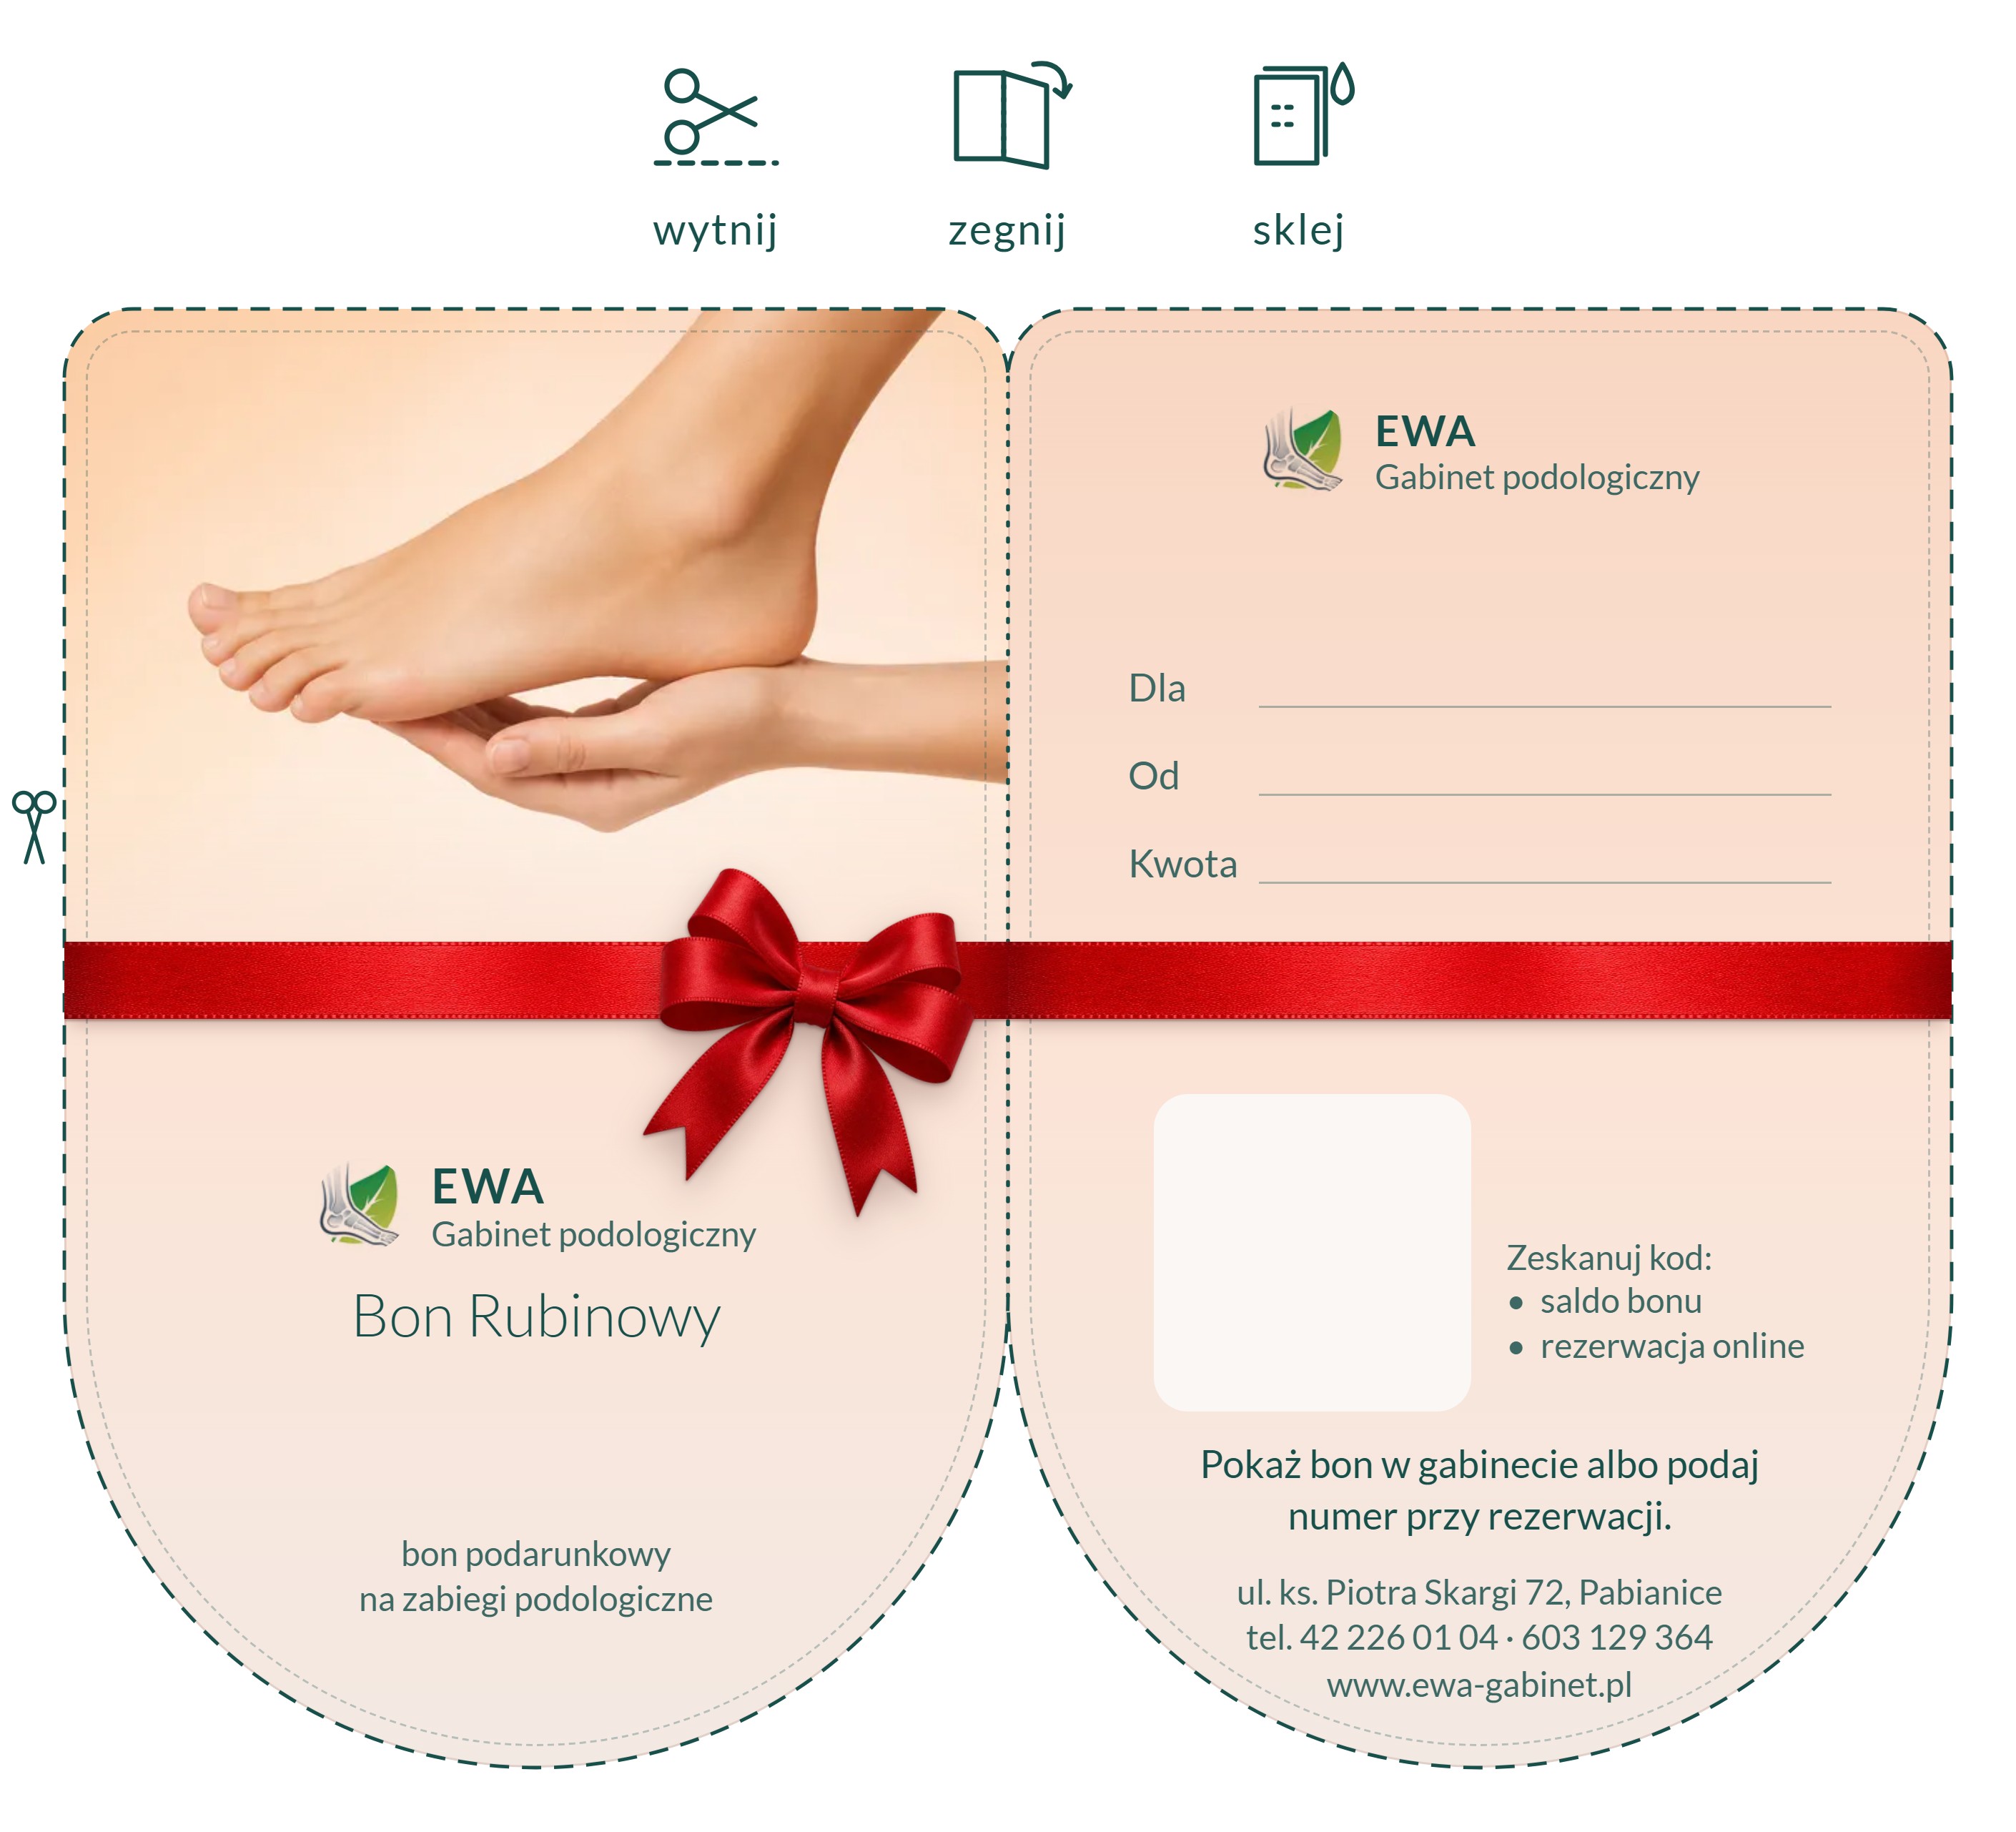 wytnij
zegnij
sklej
EWA
Gabinet podologiczny
Bon Rubinowy
bon podarunkowy
na zabiegi podologiczne
EWA
Gabinet podologiczny
Dla
Od
Kwota
Zeskanuj kod:
• saldo bonu
• rezerwacja online
Pokaż bon w gabinecie albo podaj
numer przy rezerwacji.
ul. ks. Piotra Skargi 72, Pabianice
tel. 42 226 01 04 · 603 129 364
www.ewa-gabinet.pl